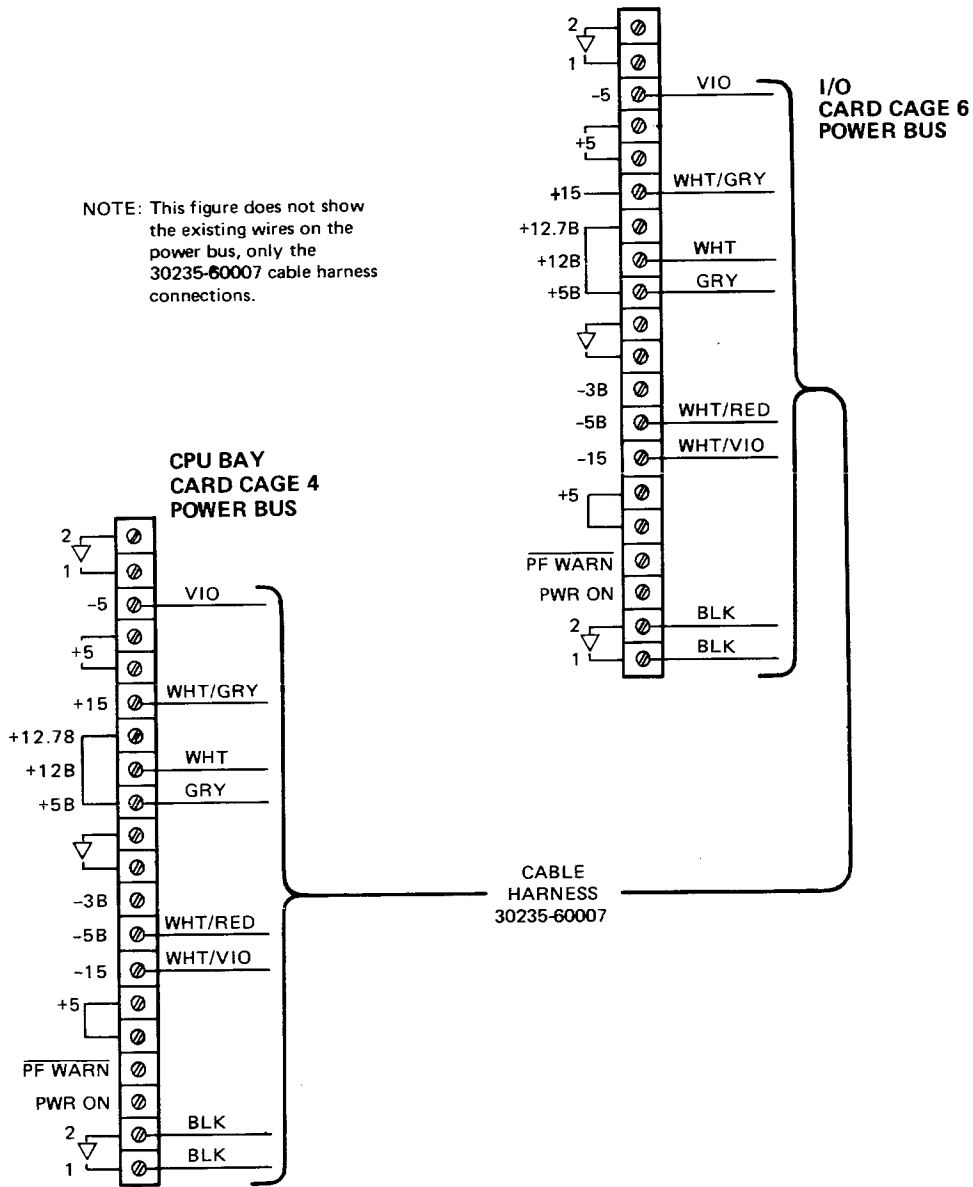 2
1
-5 VIO
+5
+15 WHT/GRY
+12.7B
+12B WHT
+5B GRY
-3B
-5B WHT/RED
-15 WHT/VIO
+5
PF WARN
PWR ON
2 BLK
1 BLK
I/O
CARD CAGE 6
POWER BUS
NOTE: This figure does not show
the existing wires on the
power bus, only the
30235-60007 cable harness
connections.
CPU BAY
CARD CAGE 4
POWER BUS
2
1
-5 VIO
+5
+15 WHT/GRY
+12.7B
+12B WHT
+5B GRY
-3B
-5B WHT/RED
-15 WHT/VIO
+5
PF WARN
PWR ON
2 BLK
1 BLK
CABLE
HARNESS
30235-60007